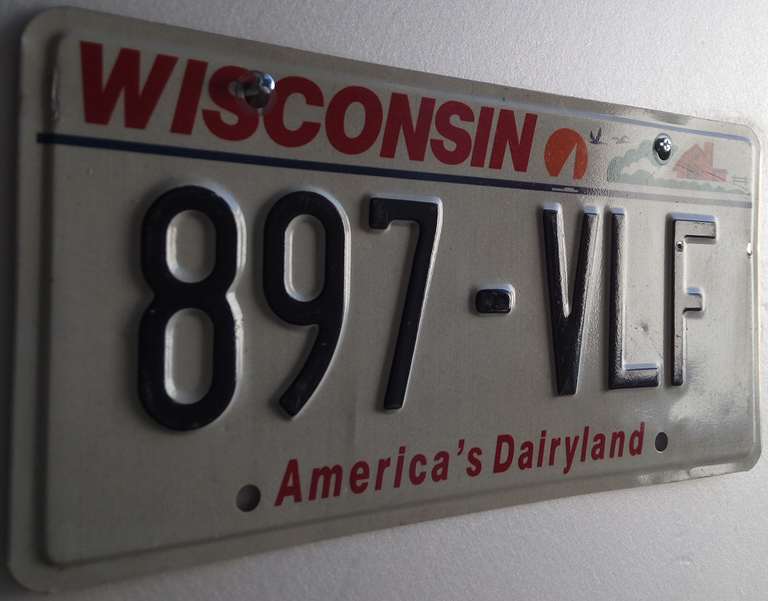 WISCONSIN
897-VLF
America's Dairyland